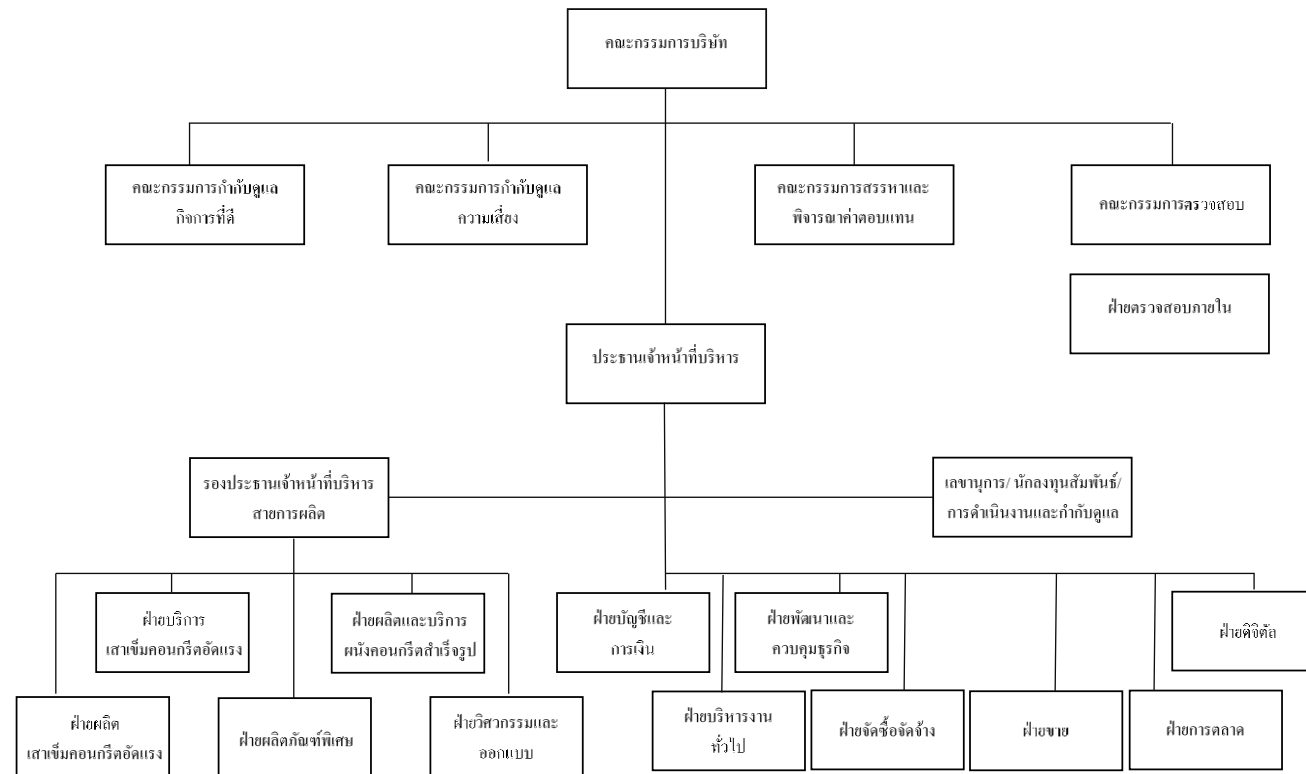 คณะกรรมการบริษัท
คณะกรรมการกำกับดูแล
กิจการที่ดี
คณะกรรมการกำกับดูแล
ความเสี่ยง
คณะกรรมการสรรหาและ
พิจารณาค่าตอบแทน
คณะกรรมการตรวจสอบ
ฝ่ายตรวจสอบภายใน
ประธานเจ้าหน้าที่บริหาร
รองประธานเจ้าหน้าที่บริหาร
สายการผลิต
เลขานุการ/ นักลงทุนสัมพันธ์/
การดำเนินงานและกำกับดูแล
ฝ่ายบริการ
เสาเข็มคอนกรีตอัดแรง
ฝ่ายผลิตและบริการ
ผนังคอนกรีตสำเร็จรูป
ฝ่ายบัญชีและ
การเงิน
ฝ่ายพัฒนาและ
ควบคุมธุรกิจ
ฝ่ายดิจิตัล
ฝ่ายผลิต
เสาเข็มคอนกรีตอัดแรง
ฝ่ายผลิตภัณฑ์พิเศษ
ฝ่ายวิศวกรรมและ
ออกแบบ
ฝ่ายบริหารงาน
ทั่วไป
ฝ่ายจัดซื้อจัดจ้าง
ฝ่ายขาย
ฝ่ายการตลาด